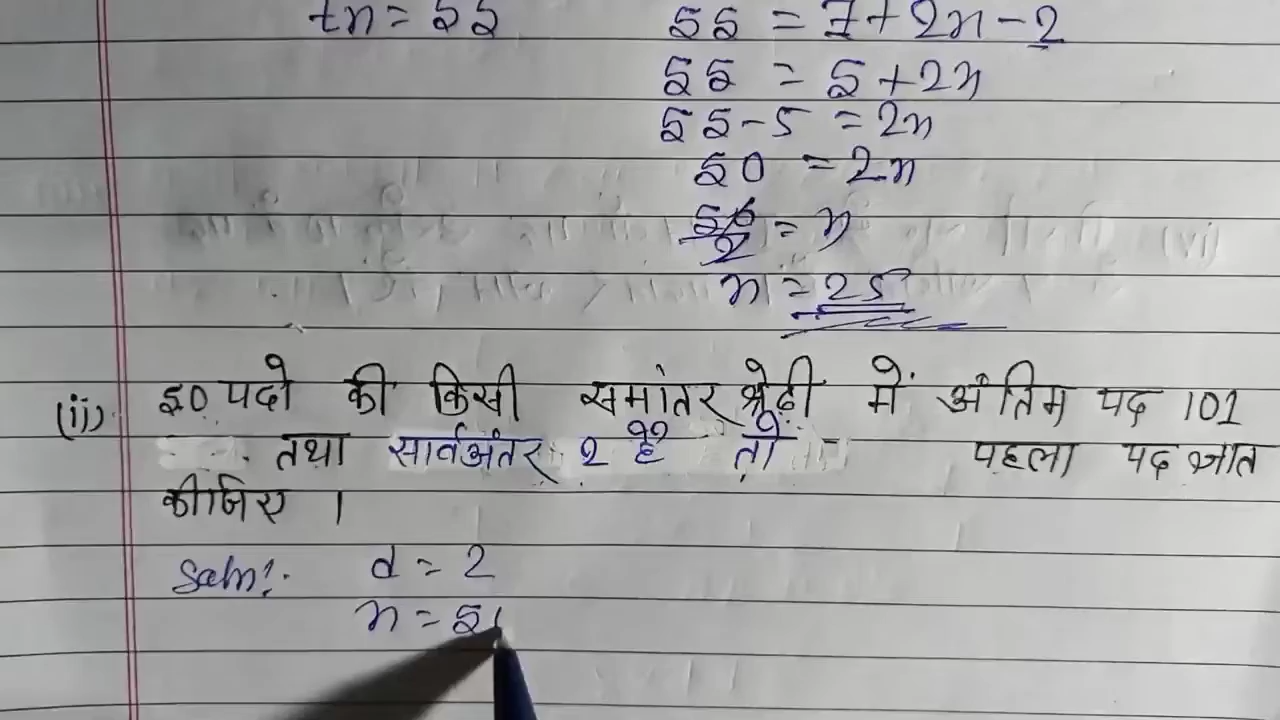 tn = 55
55 = 7 + 2n - 2
55 = 5 + 2n
55 - 5 = 2n
50 = 2n
50/2 = n
n = 25
(ii) 50 पदो की किसी समांतर श्रेढ़ी में अंतिम पद 101
तथा सार्वअंतर 2 है तो पहला पद ज्ञात
कीजिए ।
Soln:. d = 2
n = 5